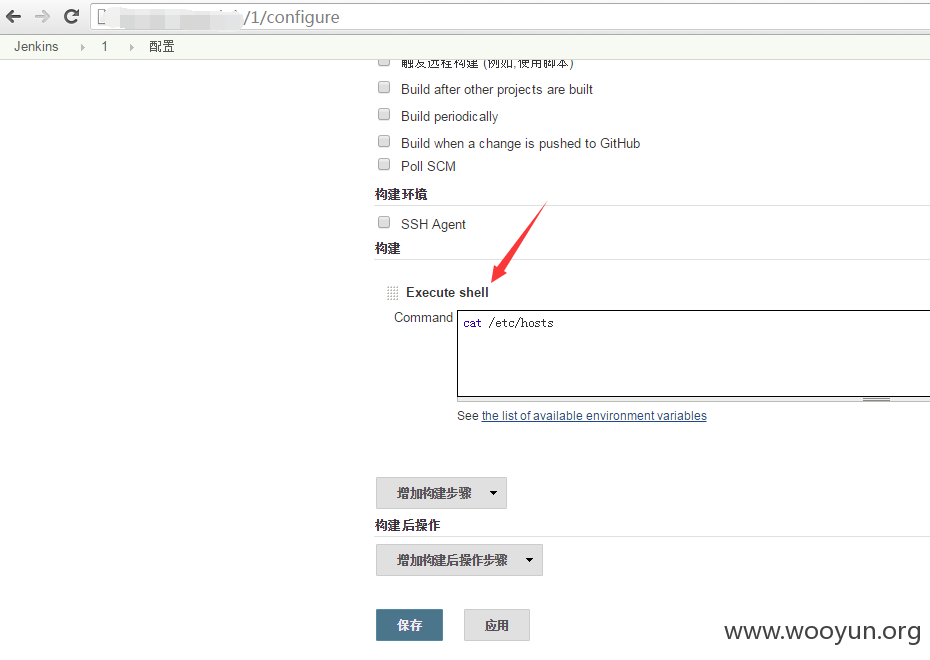 /1/configure
Jenkins 1 配置
触发远程构建 (例如,使用脚本)
Build after other projects are built
Build periodically
Build when a change is pushed to GitHub
Poll SCM
构建环境
SSH Agent
构建
Execute shell
Command cat /etc/hosts
See the list of available environment variables
增加构建步骤
构建后操作
增加构建后操作步骤
保存 应用
www.wooyun.org